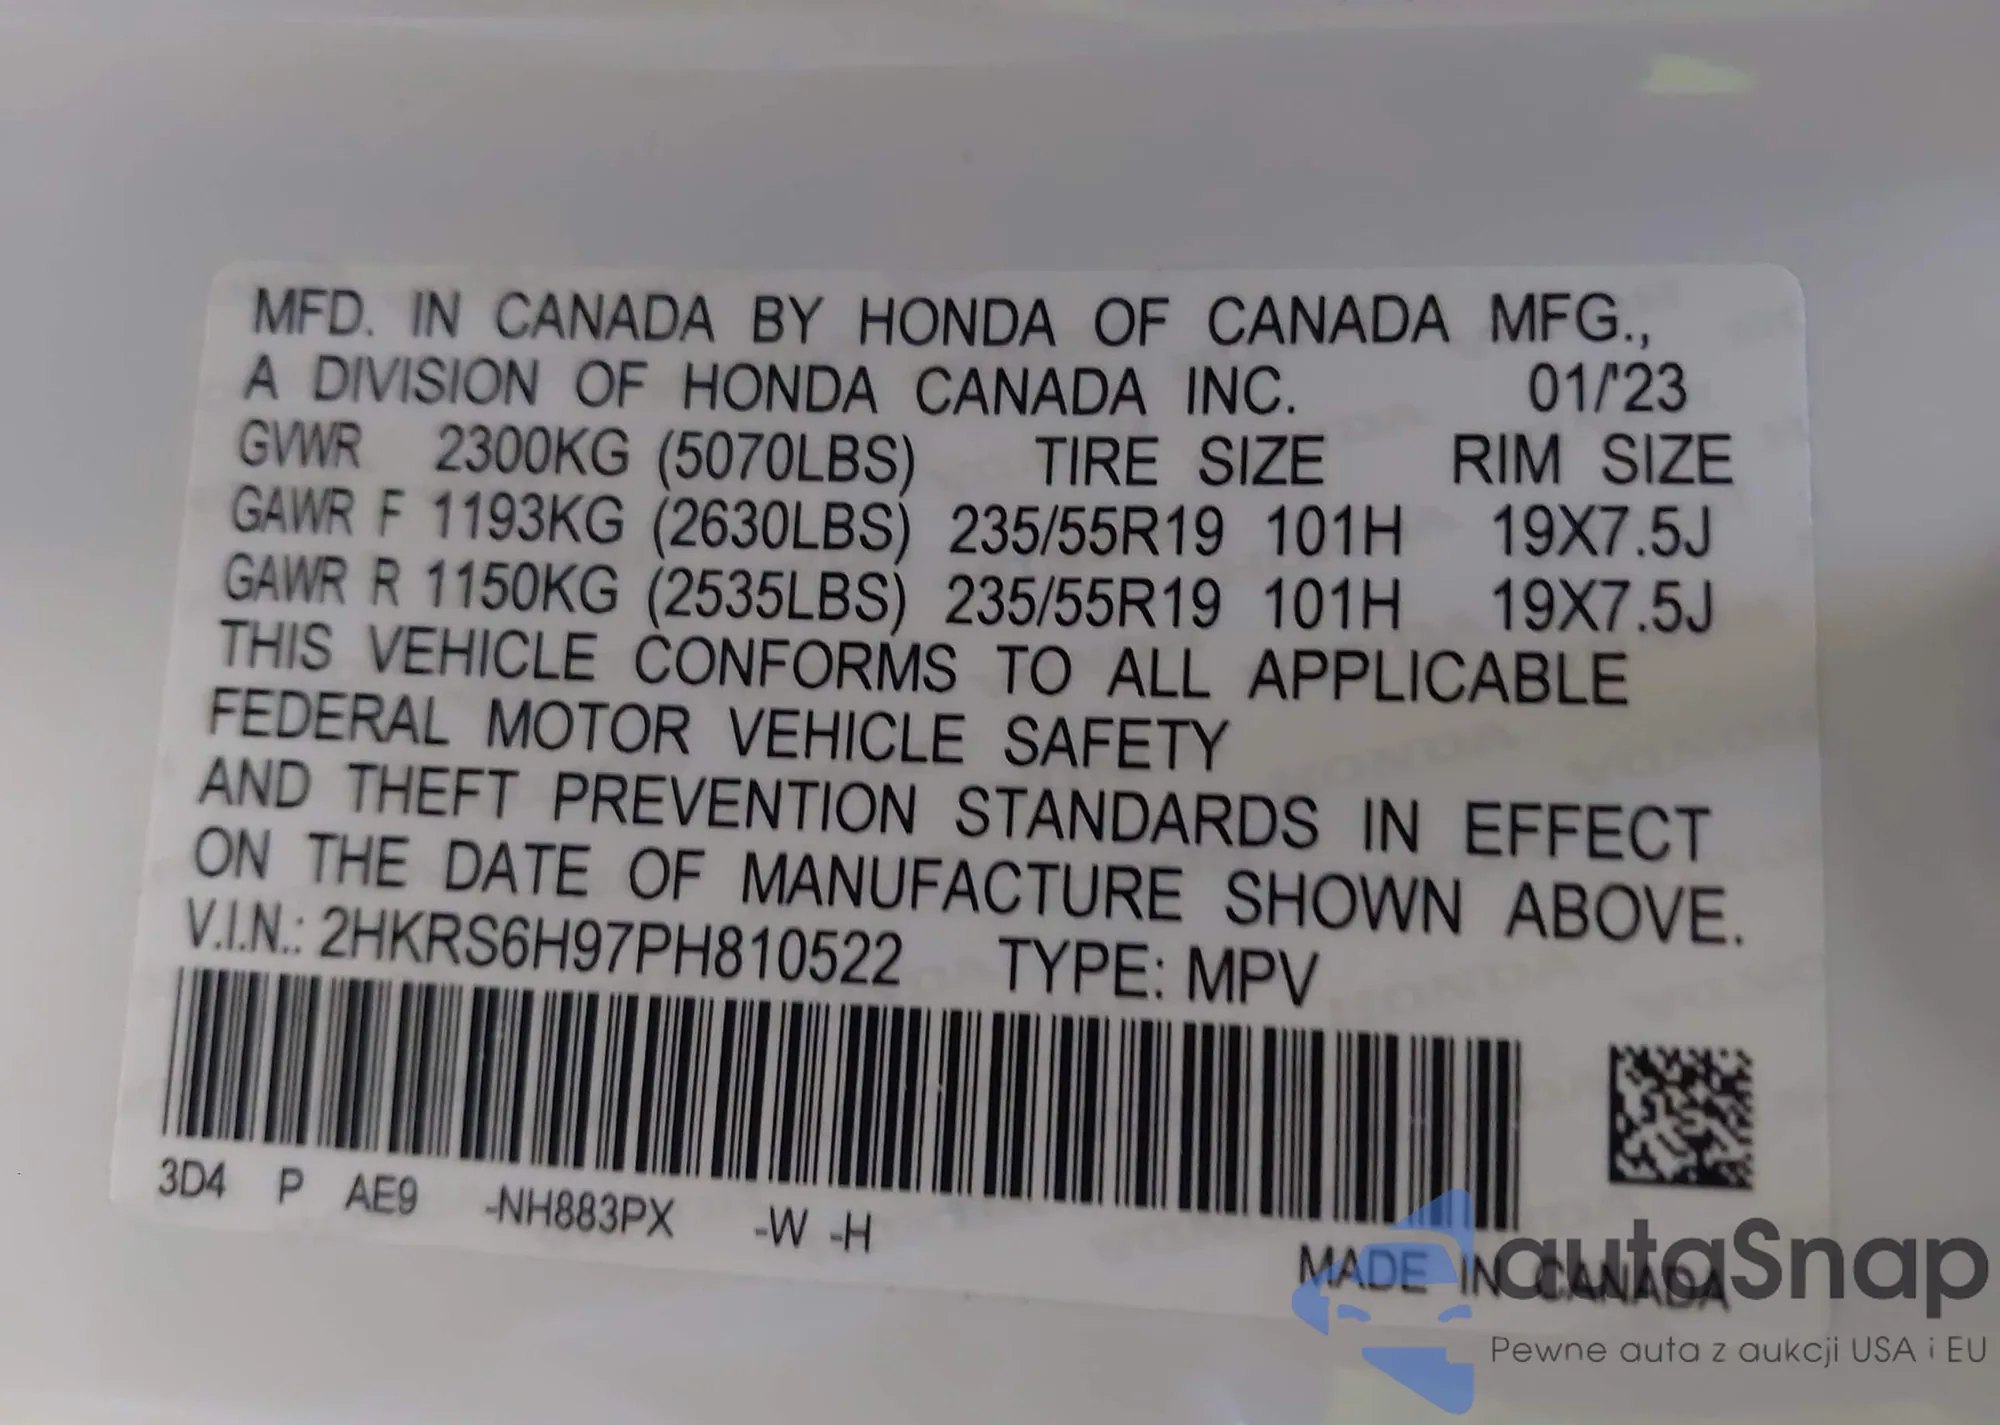 MFD. IN CANADA BY HONDA OF CANADA MFG.,
A DIVISION OF HONDA CANADA INC. 01/'23
GVWR 2300KG (5070LBS) TIRE SIZE RIM SIZE
GAWR F 1193KG (2630LBS) 235/55R19 101H 19X7.5J
GAWR R 1150KG (2535LBS) 235/55R19 101H 19X7.5J
THIS VEHICLE CONFORMS TO ALL APPLICABLE
FEDERAL MOTOR VEHICLE SAFETY
AND THEFT PREVENTION STANDARDS IN EFFECT
ON THE DATE OF MANUFACTURE SHOWN ABOVE.
V.I.N.: 2HKRS6H97PH810522 TYPE: MPV
3D4 P AE9 -NH883PX -W -H
MADE IN CANADA
autoSnap
Pewne auta z aukcji USA i EU